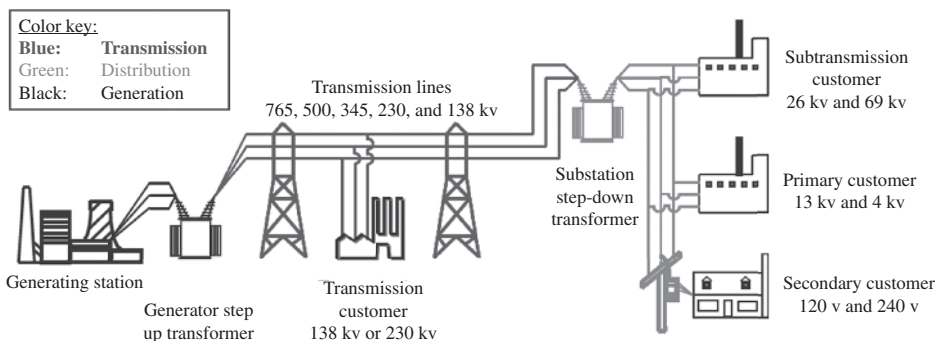 Color key:
Blue: Transmission
Green: Distribution
Black: Generation
Transmission lines
765, 500, 345, 230, and 138 kv
Subtransmission
customer
26 kv and 69 kv
Substation
step-down
transformer
Primary customer
13 kv and 4 kv
Generating station
Generator step
up transformer
Transmission
customer
138 kv or 230 kv
Secondary customer
120 v and 240 v